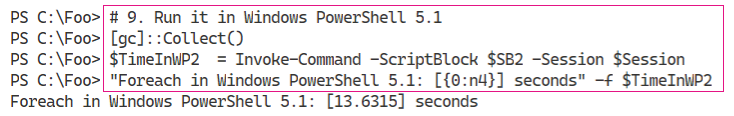 PS C:\Foo> # 9. Run it in Windows PowerShell 5.1
PS C:\Foo> [gc]::Collect()
PS C:\Foo> $TimeInWP2  = Invoke-Command -ScriptBlock $SB2 -Session $Session
PS C:\Foo> "Foreach in Windows PowerShell 5.1: [{0:n4}] seconds" -f $TimeInWP2
Foreach in Windows PowerShell 5.1: [13.6315] seconds